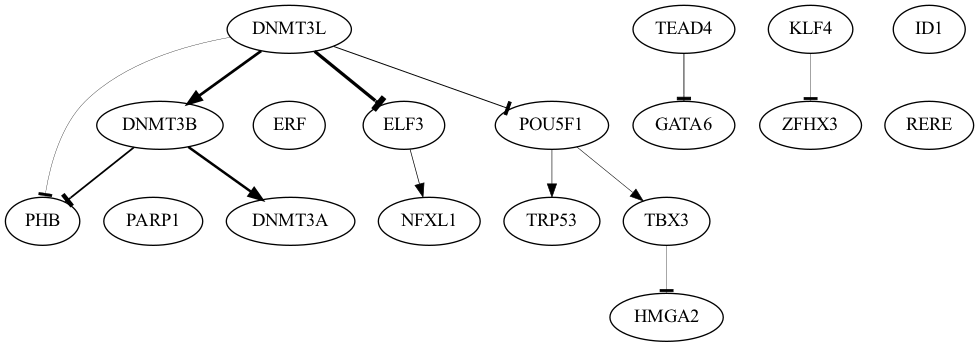 DNMT3L
TEAD4
KLF4
ID1
DNMT3B
ERF
ELF3
POU5F1
GATA6
ZFHX3
RERE
PHB
PARP1
DNMT3A
NFXL1
TRP53
TBX3
HMGA2